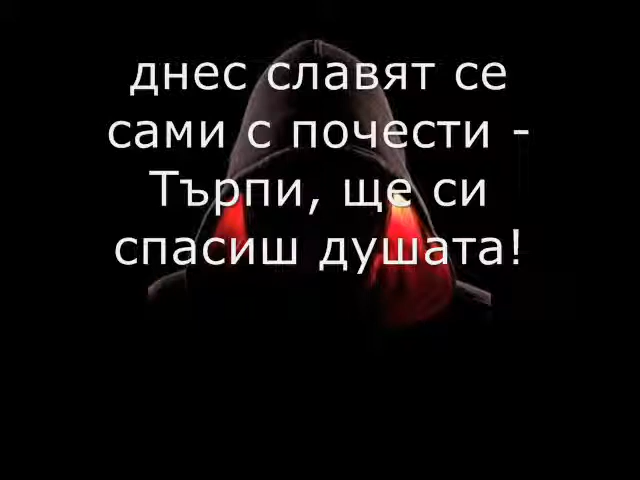 днес славят се
сами с почести -
Търпи, ще си
спасиш душата!